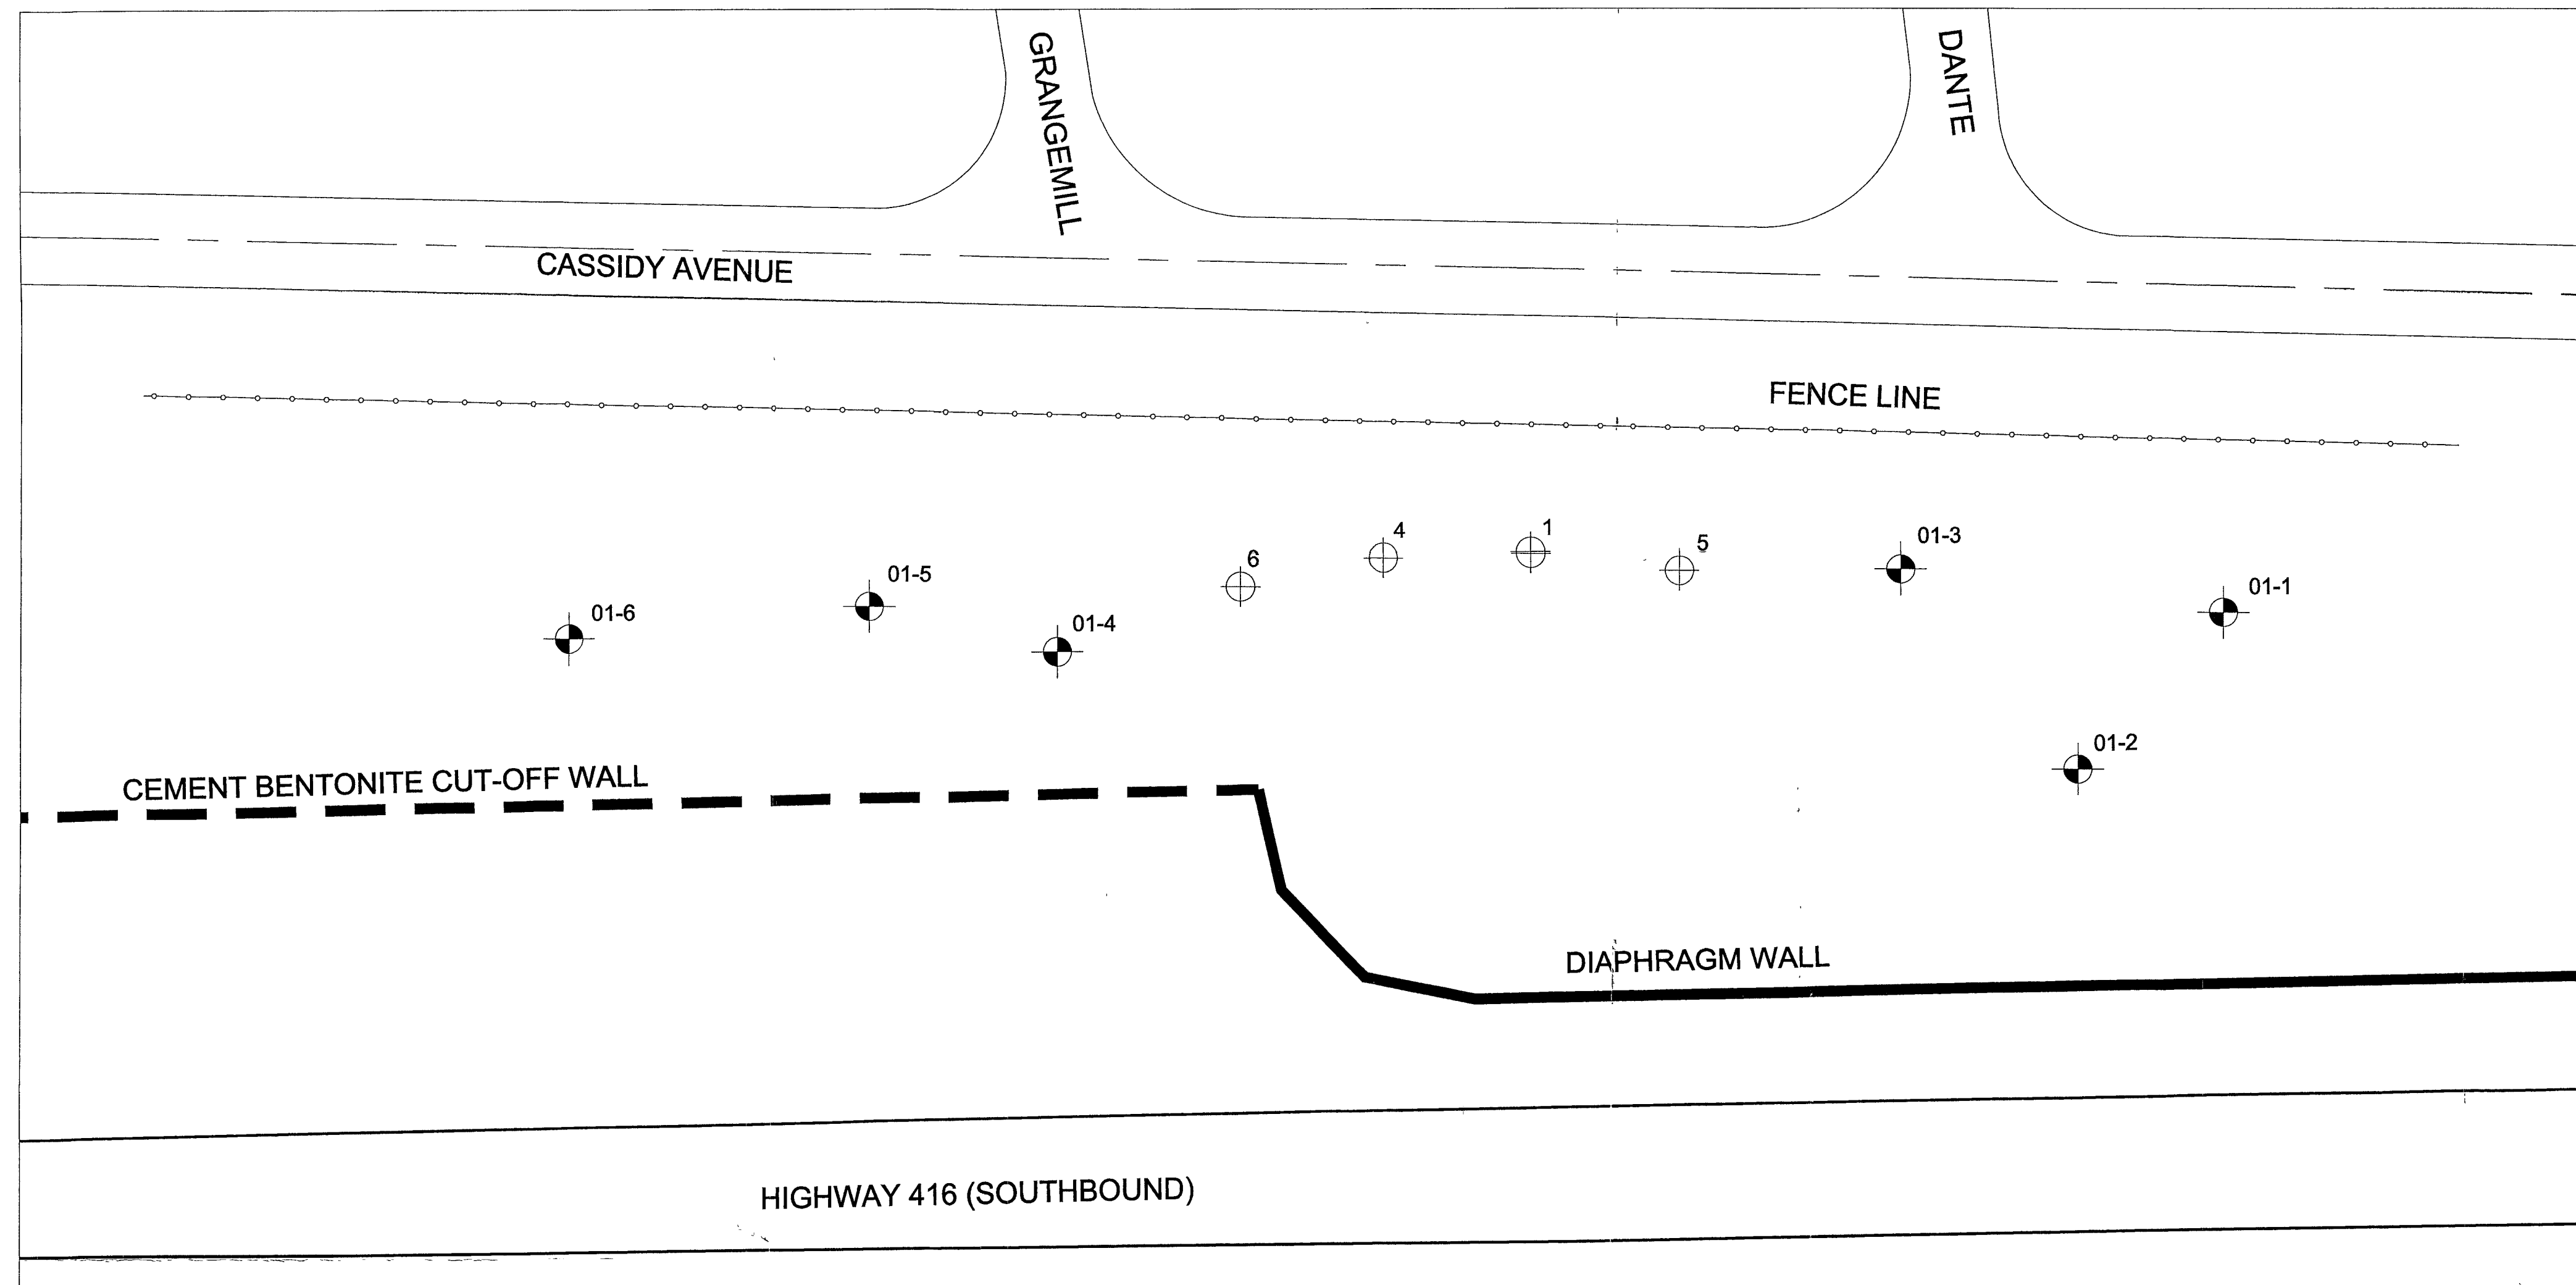 GRANGEMILL
DANTE
CASSIDY AVENUE
FENCE LINE
4
1
5
01-3
6
01-5
01-1
01-6
01-4
01-2
CEMENT BENTONITE CUT-OFF WALL
DIAPHRAGM WALL
HIGHWAY 416 (SOUTHBOUND)